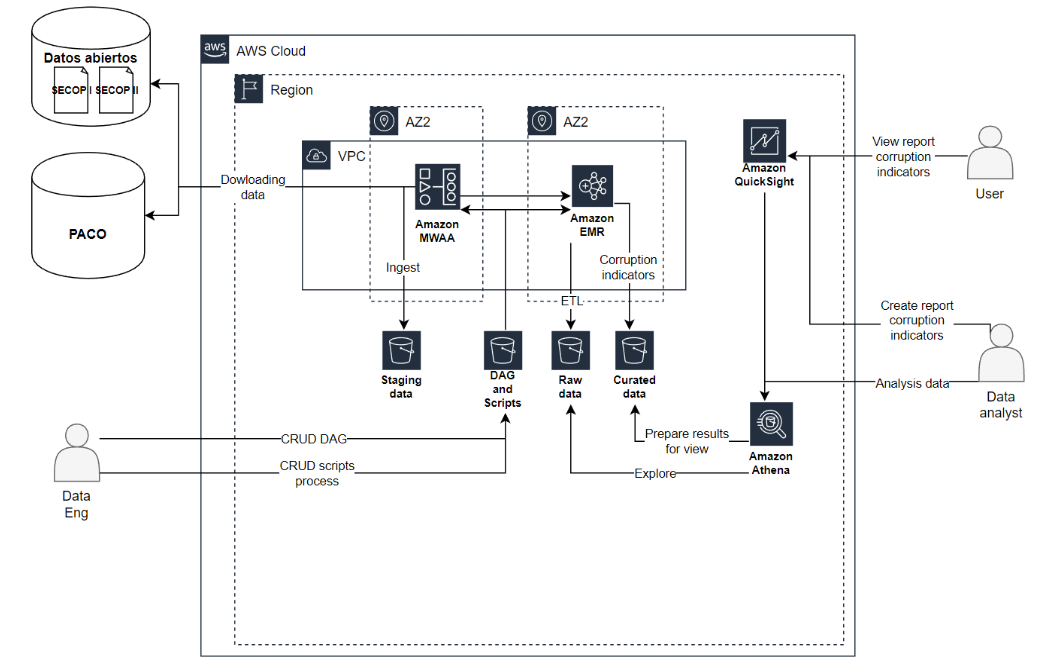 Datos abiertos
SECOP I
SECOP II
PACO
aws
AWS Cloud
Region
AZ2
AZ2
VPC
Dowloading
data
Amazon
MWAA
Amazon
EMR
Amazon
QuickSight
View report
corruption
indicators
User
Ingest
Corruption
indicators
ETL
Create report
corruption
indicators
Staging
data
DAG
and
Scripts
Raw
data
Curated
data
Analysis data
Data
analyst
CRUD DAG
CRUD scripts
process
Data
Eng
Prepare results
for view
Explore
Amazon
Athena